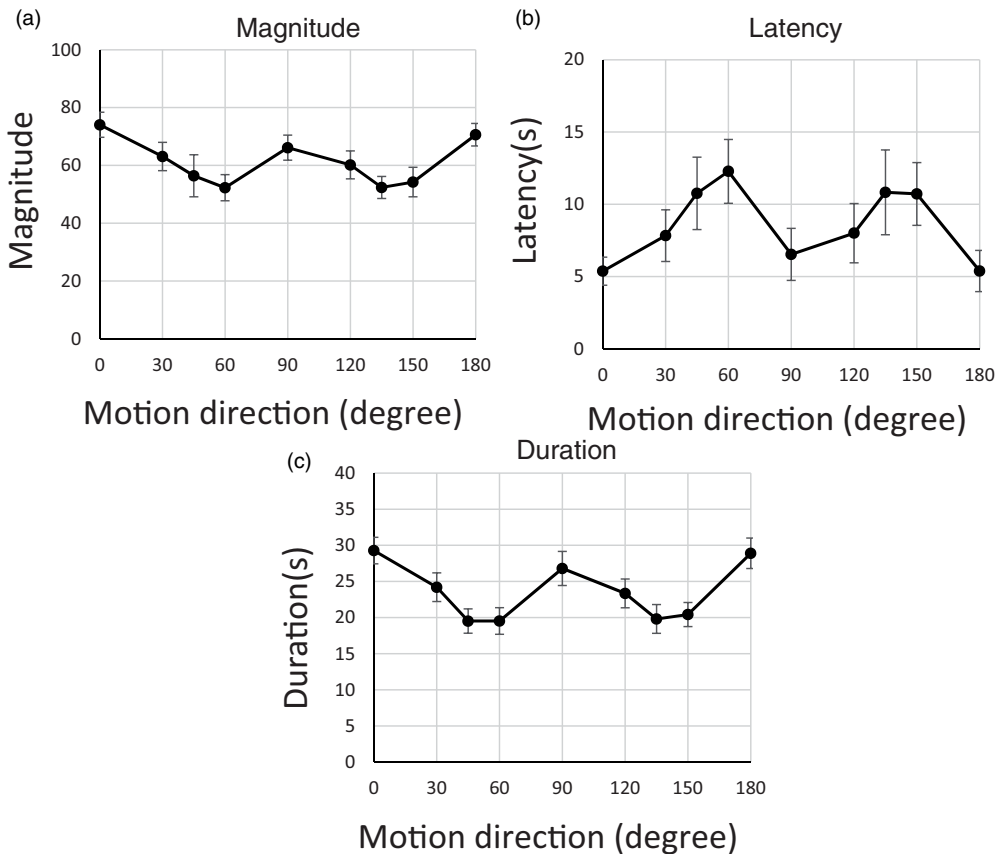 (a)
Magnitude
Magnitude
100
80
60
40
20
0
0 30 60 90 120 150 180
Motion direction (degree)
(b)
Latency
Latency(s)
20
15
10
5
0
0 30 60 90 120 150 180
Motion direction (degree)
(c)
Duration
Duration(s)
40
35
30
25
20
15
10
5
0
0 30 60 90 120 150 180
Motion direction (degree)